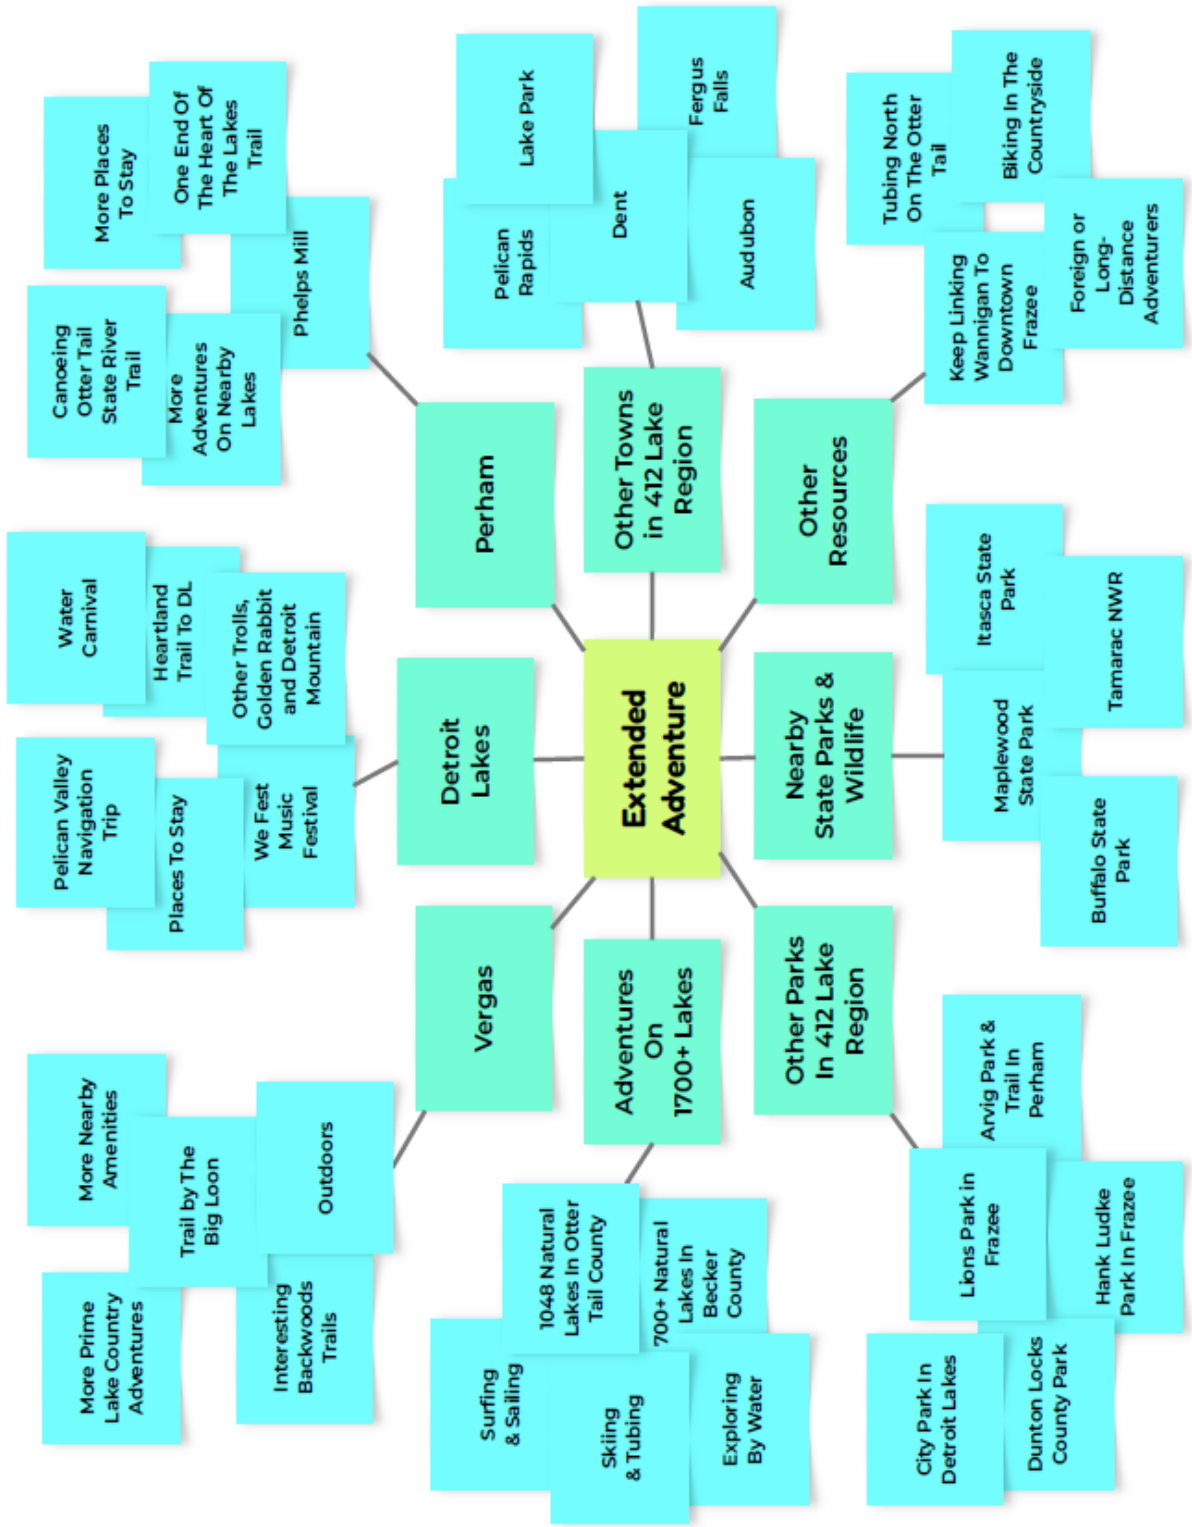 More Prime
Lake Country
Adventures
More Nearby
Amenities
Trail by The
Big Loon
Interesting
Backwoods
Trails
Outdoors
Vergas
Pelican Valley
Navigation
Trip
Places To Stay
We Fest
Music
Festival
Water
Carnival
Heartland
Trail To DL
Other Trolls,
Golden Rabbit
and Detroit
Mountain
Detroit
Lakes
Canoeing
Otter Tail
State River
Trail
More
Adventures
On Nearby
Lakes
More Places
To Stay
One End Of
The Heart Of
The Lakes
Trail
Phelps Mill
Perham
Surfing
& Sailing
Skiing
& Tubing
Exploring
By Water
1048 Natural
Lakes In Otter
Tail County
700+ Natural
Lakes In
Becker
County
Adventures
On
1700+ Lakes
Extended
Adventure
Other Towns
in 412 Lake
Region
Pelican
Rapids
Lake Park
Dent
Audubon
Fergus
Falls
City Park In
Detroit Lakes
Dunton Locks
County Park
Lions Park in
Frazee
Hank Ludke
Park In Frazee
Arvig Park &
Trail In
Perham
Other Parks
In 412 Lake
Region
Nearby
State Parks &
Wildlife
Maplewood
State Park
Buffalo State
Park
Itasca State
Park
Tamarac NWR
Other
Resources
Keep Linking
Wannigan To
Downtown
Frazee
Tubing North
On The Otter
Tail
Biking In The
Countryside
Foreign or
Long-
Distance
Adventurers